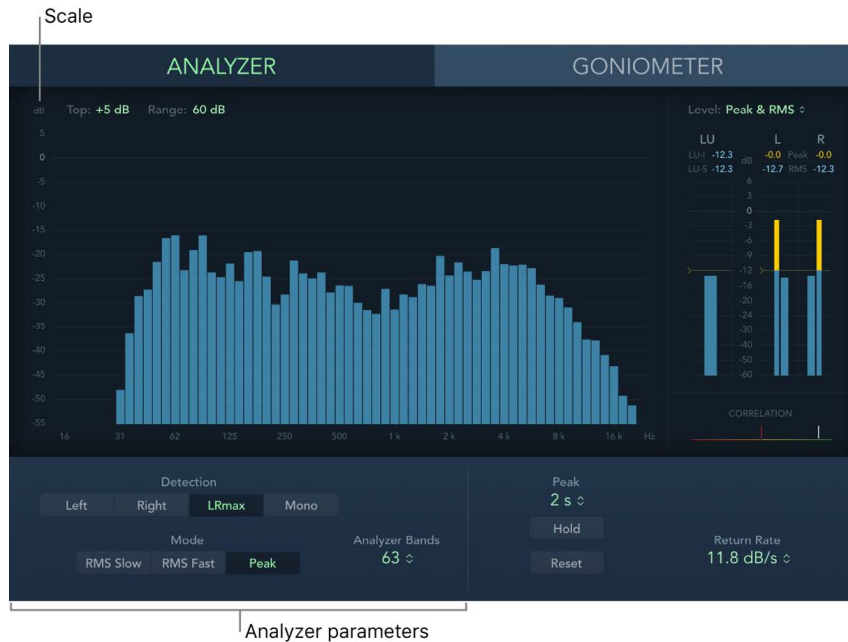 Scale
ANALYZER GONIOMETER
dB Top: +5 dB Range: 60 dB Level: Peak & RMS
LU L R
LU-I -12.3 dB -0.0 Peak -0.0
LU-S -12.3 -12.7 RMS -12.3
5
0
-5
-10
-15
-20
-25
-30
-35
-40
-45
-50
-55
6
3
0
-3
-6
-9
-12
-16
-20
-24
-30
-40
-50
-60
16 31 62 125 250 500 1 k 2 k 4 k 8 k 16 k Hz
CORRELATION
Detection
Left Right LRmax Mono
Mode
RMS Slow RMS Fast Peak
Analyzer Bands
63
Peak
2 s
Hold
Reset
Return Rate
11.8 dB/s
Analyzer parameters